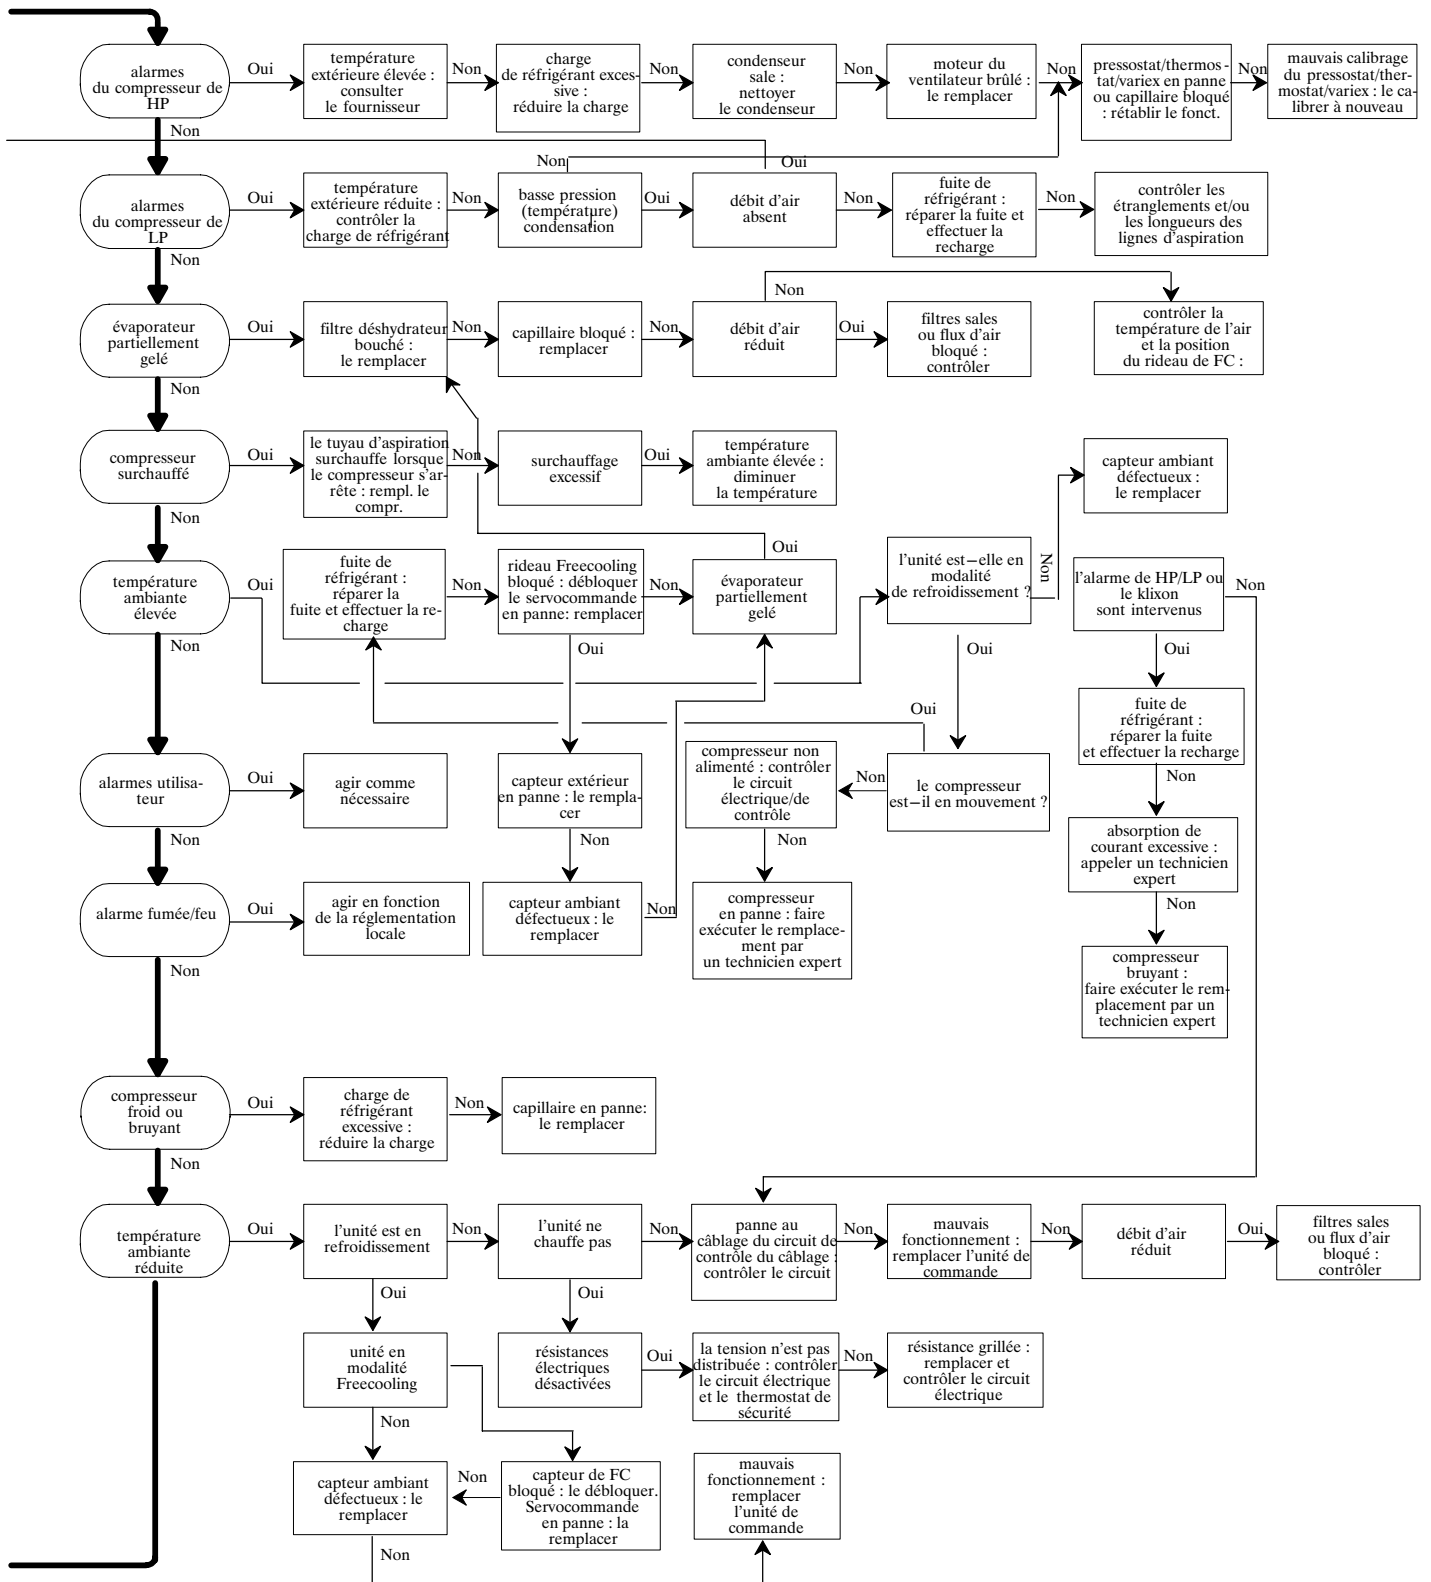 alarmes
du compresseur de
HP
Oui
température
extérieure élevée :
consulter
le fournisseur
Non
charge
de réfrigérant exces-
sive :
réduire la charge
Non
condenseur
sale :
nettoyer
le condenseur
Non
moteur du
ventilateur brûlé :
le remplacer
Non
pressostat/thermos-
tat/variex en panne
ou capillaire bloqué
: rétablir le fonct.
Non
mauvais calibrage
du pressostat/ther-
mostat/variex : le ca-
librer à nouveau
Non
alarmes
du compresseur de
LP
Oui
température
extérieure réduite :
contrôler la
charge de réfrigérant
Non
Non
basse pression
(température)
condensation
Oui
Oui
débit d'air
absent
Non
fuite de
réfrigérant :
réparer la fuite et
effectuer la
recharge
Non
contrôler les
étranglements et/ou
les longueurs des
lignes d'aspiration
Non
évaporateur
partiellement
gelé
Oui
filtre déshydrateur
bouché :
le remplacer
Non
capillaire bloqué :
remplacer
Non
Non
débit d'air
réduit
Oui
filtres sales
ou flux d'air
bloqué :
contrôler
contrôler la
température de l'air
et la position
du rideau de FC :
Non
compresseur
surchauffé
Oui
le tuyau d'aspiration
surchauffe lorsque
le compresseur s'ar-
rête : rempl. le
compr.
Non
surchauffage
excessif
Oui
température
ambiante élevée :
diminuer
la température
capteur ambiant
défectueux :
le remplacer
Non
température
ambiante
élevée
Oui
fuite de
réfrigérant :
réparer la
fuite et effectuer la re-
charge
Non
rideau Freecooling
bloqué : débloquer
le servocommande
en panne: remplacer
Non
Oui
évaporateur
partiellement
gelé
l'unité est–elle en
modalité
de refroidissement ?
Non
l'alarme de HP/LP ou
le klixon
sont intervenus
Non
Non
Oui
Oui
Oui
fuite de
réfrigérant :
réparer la fuite
et effectuer la recharge
Oui
alarmes utilisa-
teur
Oui
agir comme
nécessaire
capteur extérieur
en panne : le rempla-
cer
compresseur non
alimenté : contrôler
le circuit
électrique/de
contrôle
Non
le compresseur
est–il en mouvement ?
Non
absorption de
courant excessive :
appeler un technicien
expert
Non
Non
Non
alarme fumée/feu
Oui
agir en fonction
de la réglementation
locale
capteur ambiant
défectueux : le
remplacer
Non
compresseur
en panne : faire
exécuter le remplace-
ment par
un technicien expert
Non
compresseur
bruyant :
faire exécuter le rem-
placement par un
technicien expert
Non
compresseur
froid ou
bruyant
Oui
charge de
réfrigérant
excessive :
réduire la charge
Non
capillaire en panne:
le remplacer
Non
température
ambiante
réduite
Oui
l'unité est en
refroidissement
Non
l'unité ne
chauffe pas
Non
panne au
câblage du circuit de
contrôle du câblage :
contrôler le circuit
Non
mauvais
fonctionnement :
remplacer l'unité de
commande
Non
débit d'air
réduit
Oui
filtres sales
ou flux d'air
bloqué :
contrôler
Oui
Oui
unité en
modalité
Freecooling
résistances
électriques
désactivées
Oui
la tension n'est pas
distribuée : contrôler
le circuit électrique
et le thermostat de
sécurité
Non
résistance grillée :
remplacer et
contrôler le circuit
électrique
Non
capteur ambiant
défectueux : le
remplacer
Non
capteur de FC
bloqué : le débloquer.
Servocommande
en panne : la
remplacer
mauvais
fonctionnement :
remplacer
l'unité de
commande
Non